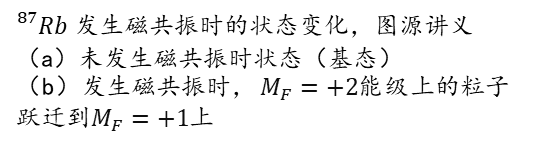 ⁸⁷Rb 发生磁共振时的状态变化，图源讲义
（a）未发生磁共振时状态（基态）
（b）发生磁共振时，M_F = +2能级上的粒子
跃迁到M_F = +1上